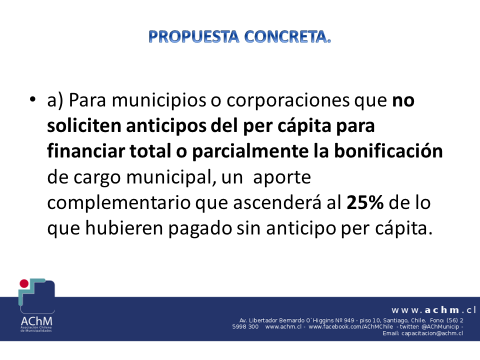 PROPUESTA CONCRETA.
• a) Para municipios o corporaciones que no
soliciten anticipos del per cápita para
financiar total o parcialmente la bonificación
de cargo municipal, un aporte
complementario que ascenderá al 25% de lo
que hubieren pagado sin anticipo per cápita.
AChM
Asociación Chilena
de Municipalidades
www.achm.cl
Av. Libertador Bernardo O´Higgins Nº 949 - piso 10, Santiago, Chile. Fono: (56) 2
5998 300 www.achm.cl - www.facebook.com/AChMChile - twitter: @AChMunicip -
Email: capacitacion@achm.cl